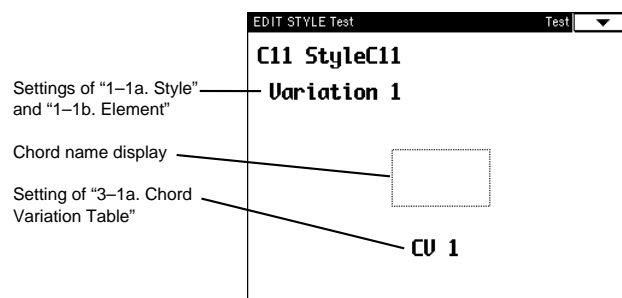 EDIT STYLE Test Test
C11 StyleC11
Settings of “1–1a. Style”
and “1–1b. Element”
Variation 1
Chord name display
Setting of “3–1a. Chord
Variation Table”
CV 1